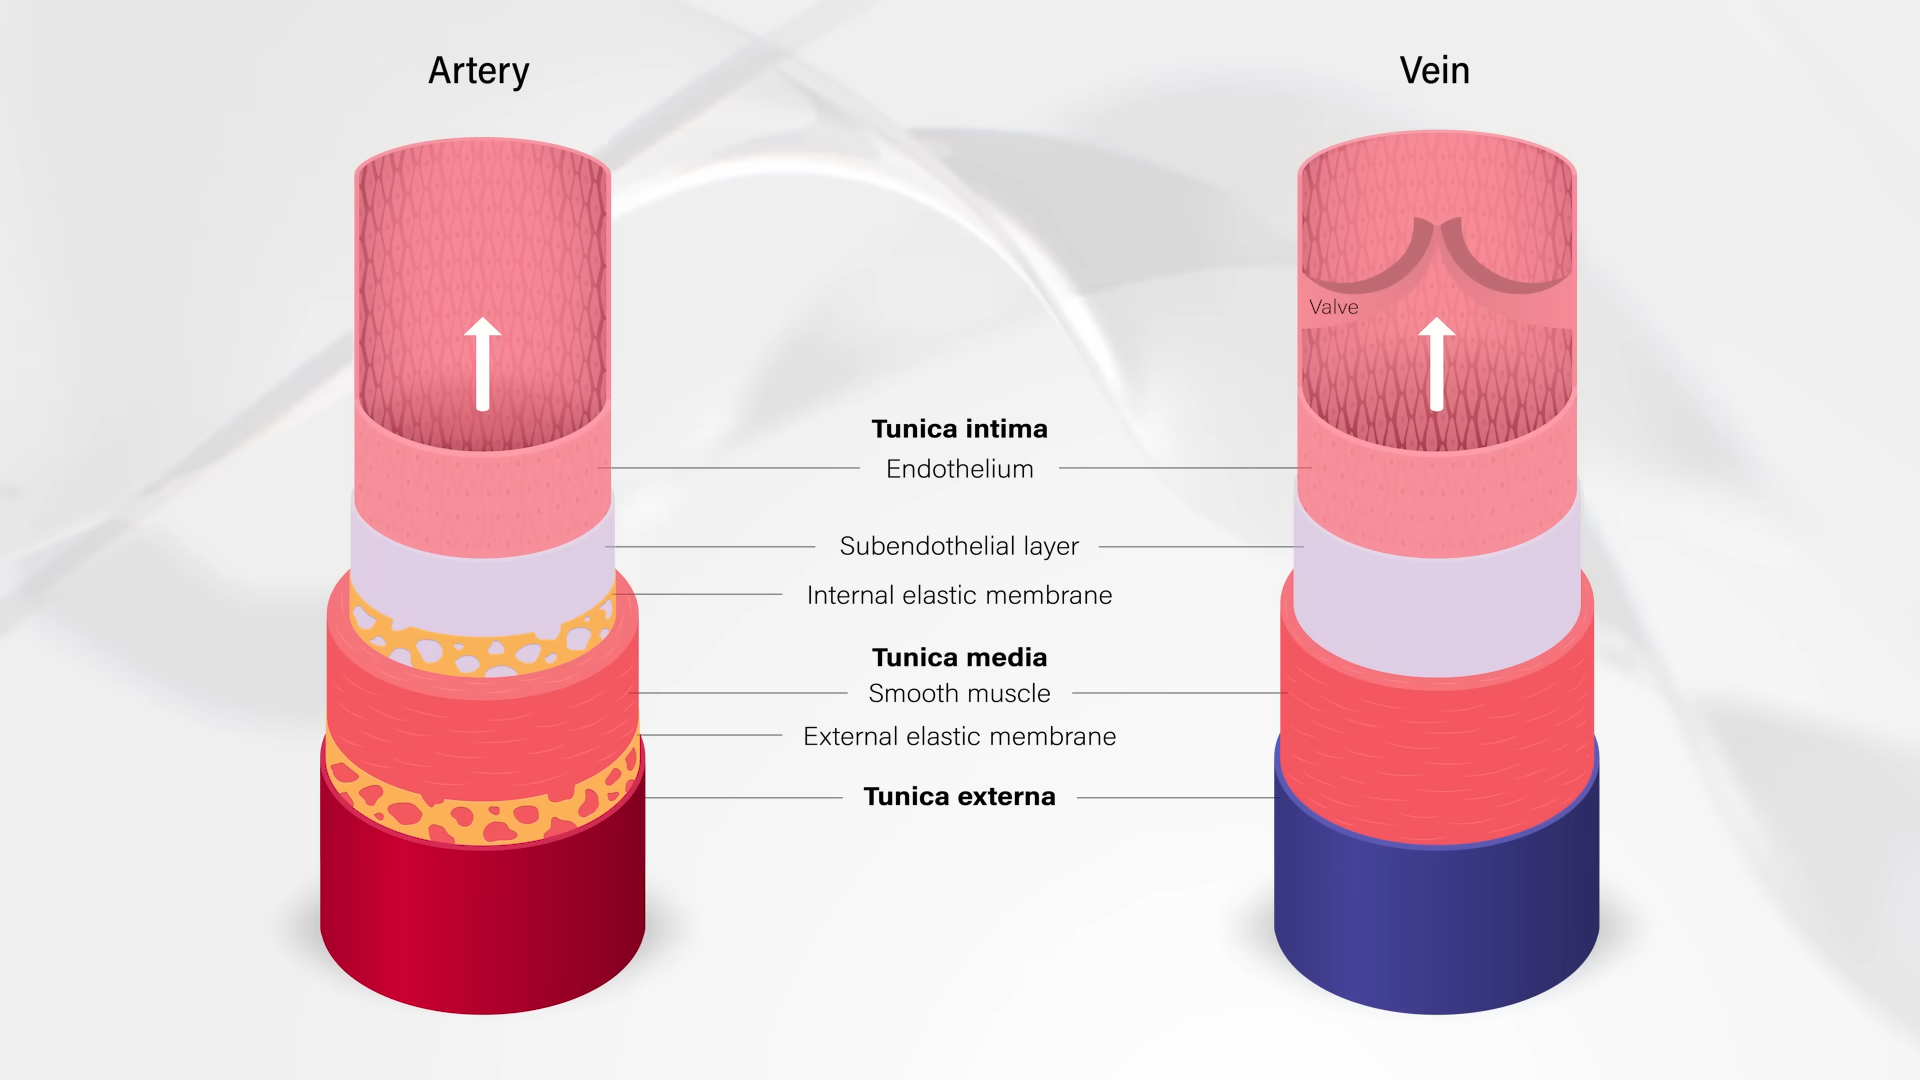 Artery
Vein
Valve
Tunica intima
Endothelium
Subendothelial layer
Internal elastic membrane
Tunica media
Smooth muscle
External elastic membrane
Tunica externa